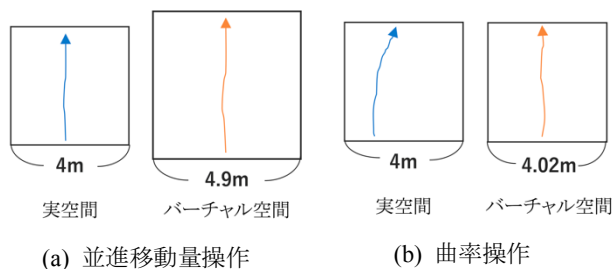 4m
4.9m
実空間
バーチャル空間
(a) 並進移動量操作
4m
4.02m
実空間
バーチャル空間
(b) 曲率操作